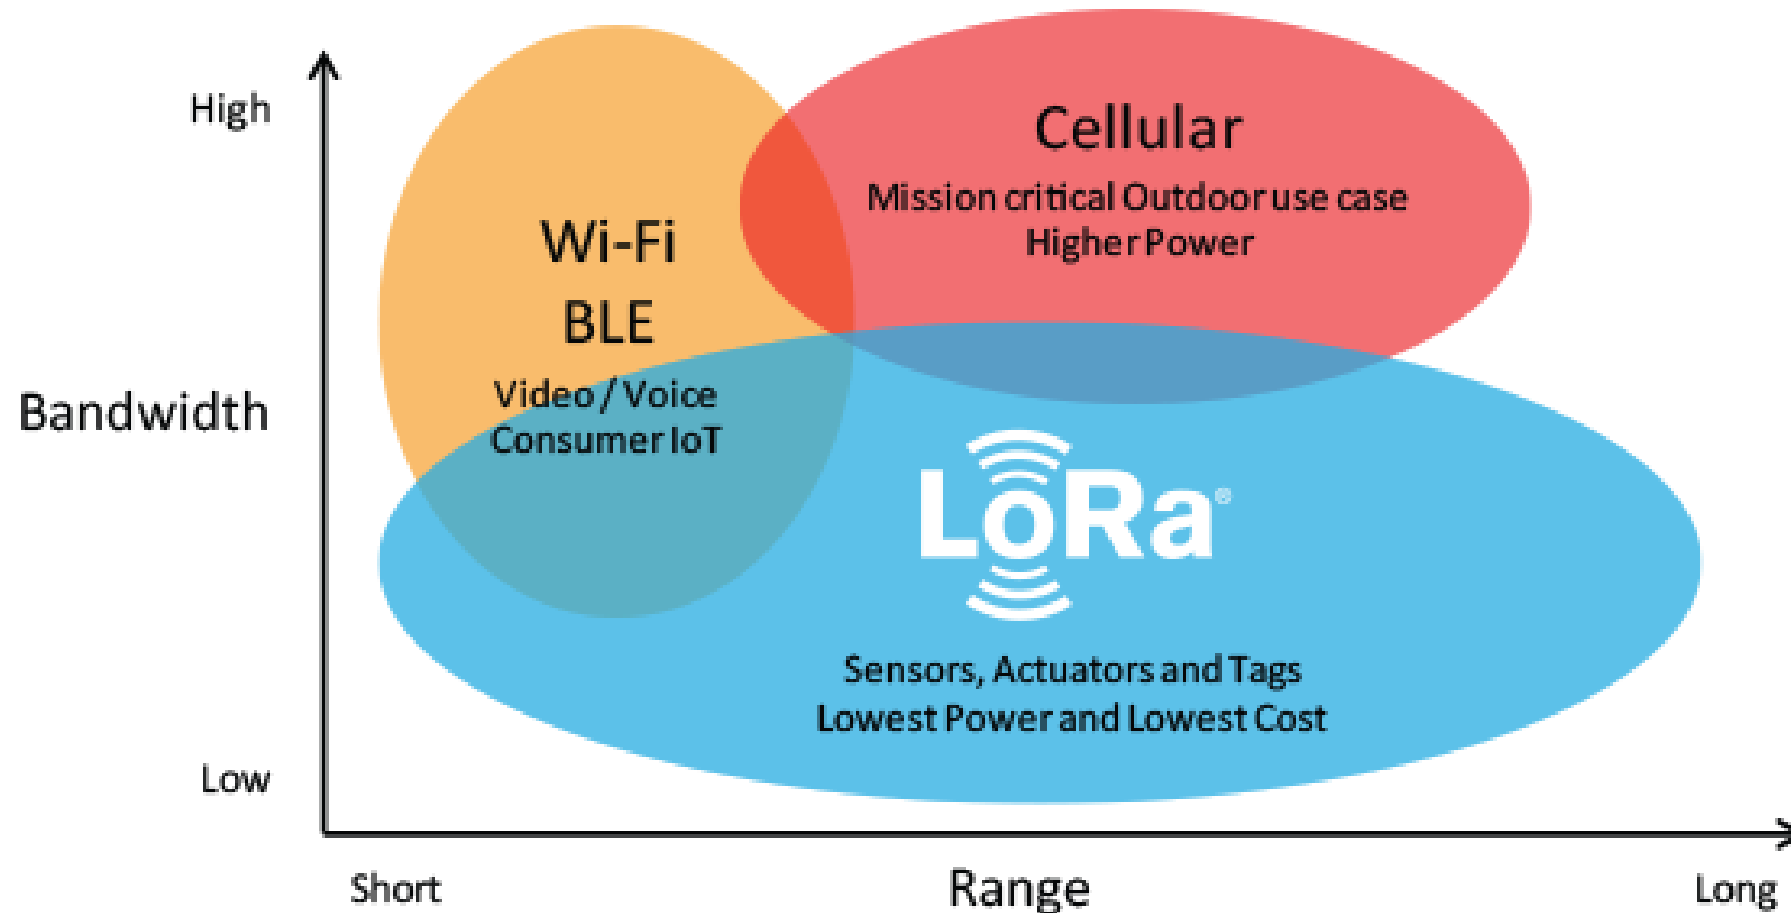 High
Cellular
Mission critical Outdoor use case
Higher Power
Wi-Fi
BLE
Video / Voice
Consumer IoT
Bandwidth
LoRa®
Sensors, Actuators and Tags
Lowest Power and Lowest Cost
Low
Short
Range
Long